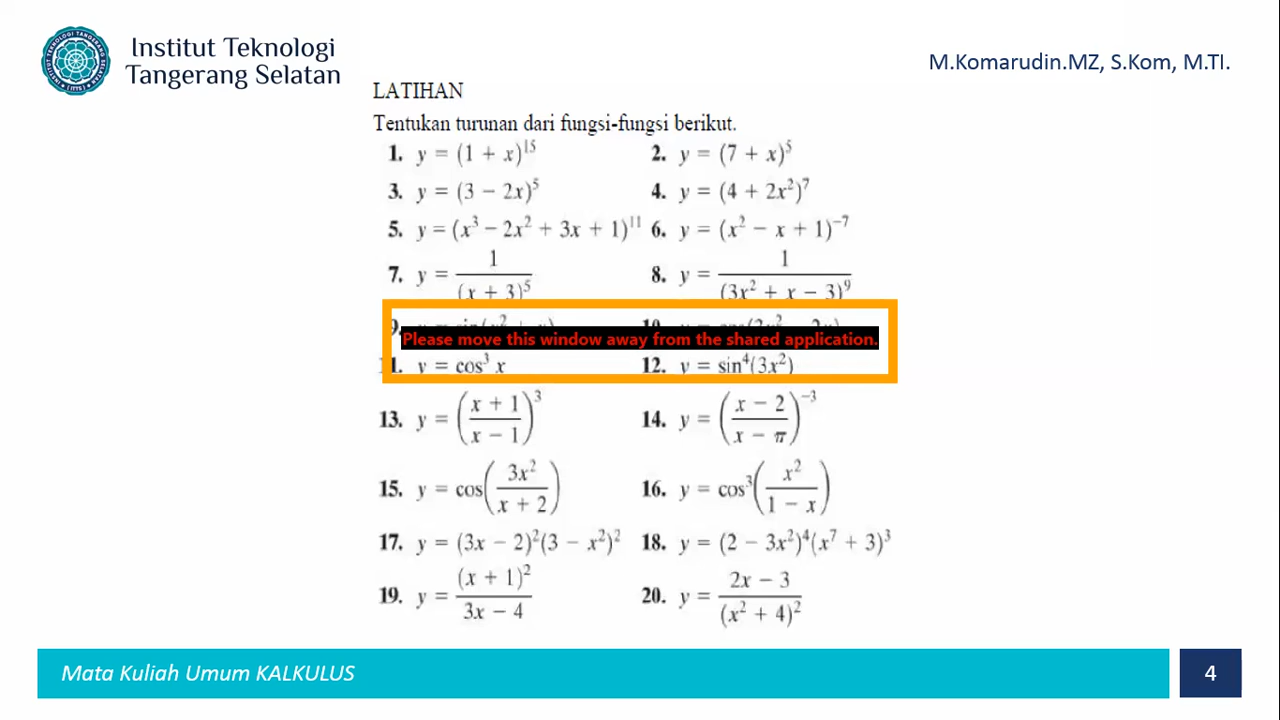 Institut Teknologi
Tangerang Selatan
M.Komarudin.MZ, S.Kom, M.TI.
LATIHAN
Tentukan turunan dari fungsi-fungsi berikut.
1. y = (1 + x)^15 2. y = (7 + x)^5
3. y = (3 − 2x)^5 4. y = (4 + 2x^2)^7
5. y = (x^3 − 2x^2 + 3x + 1)^11 6. y = (x^2 − x + 1)^−7
7. y = 1/(x + 3)^5 8. y = 1/(3x^2 + x − 3)^9
Please move this window away from the shared application.
11. y = cos^3 x 12. y = sin^4(3x^2)
13. y = ((x + 1)/(x − 1))^3 14. y = ((x − 2)/(x − π))^−3
15. y = cos(3x^2/(x + 2)) 16. y = cos^3(x^2/(1 − x))
17. y = (3x − 2)^2(3 − x^2)^2 18. y = (2 − 3x^2)^4(x^7 + 3)^3
19. y = (x + 1)^2/(3x − 4) 20. y = (2x − 3)/(x^2 + 4)^2
Mata Kuliah Umum KALKULUS
4